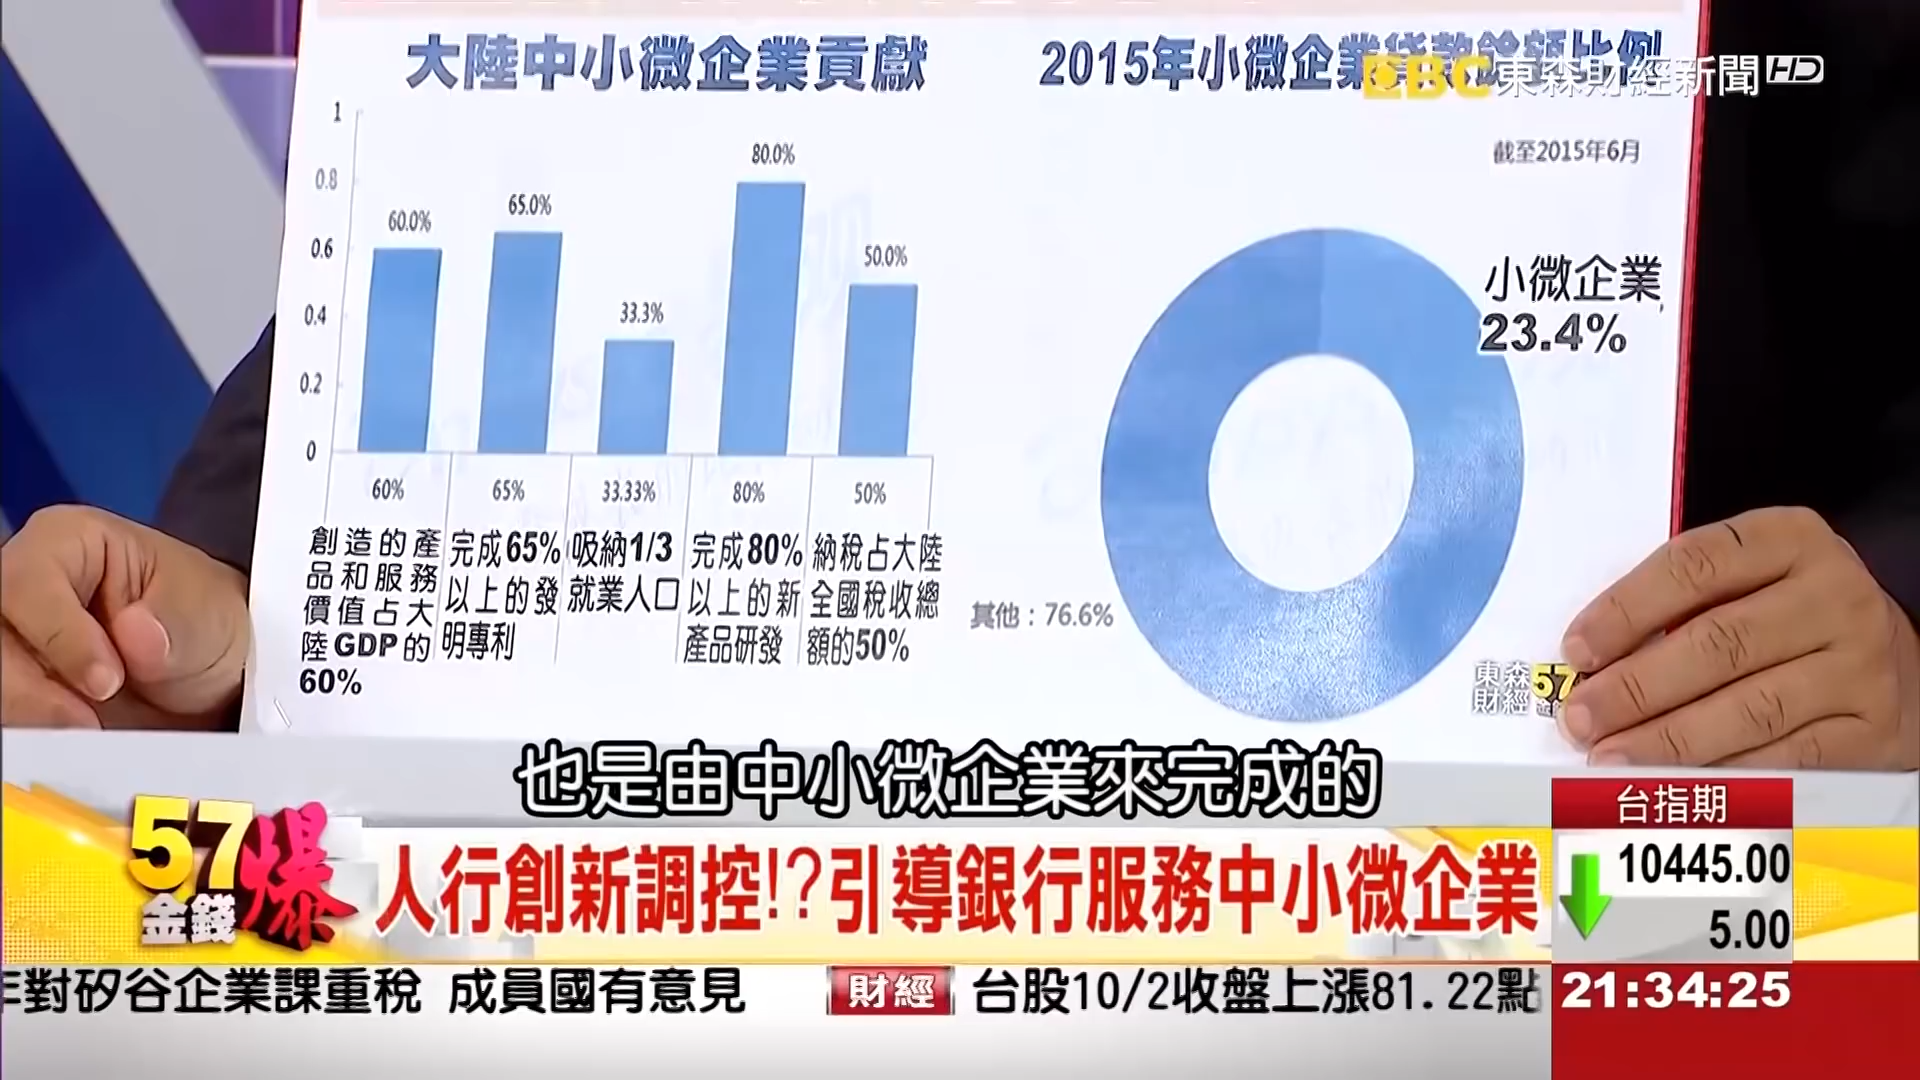 大陸中小微企業貢獻
1
0.8
0.6
0.4
0.2
0
60.0%
65.0%
33.3%
80.0%
50.0%
60%
65%
33.33%
80%
50%
創造的產
品和服務
價值占大
陸GDP的
60%
完成65%
以上的發
明專利
吸納1/3
就業人口
完成80%
以上的新
產品研發
納稅占大陸
全國稅收總
額的50%
2015年小微企業貸款餘額比例
EBC東森財經新聞HD
截至2015年6月
小微企業,
23.4%
其他:76.6%
東森
財經
57
也是由中小微企業來完成的
57
金錢
爆
人行創新調控!?引導銀行服務中小微企業
台指期
10445.00
5.00
對矽谷企業課重稅 成員國有意見 財經 台股10/2收盤上漲81.22點
21:34:25